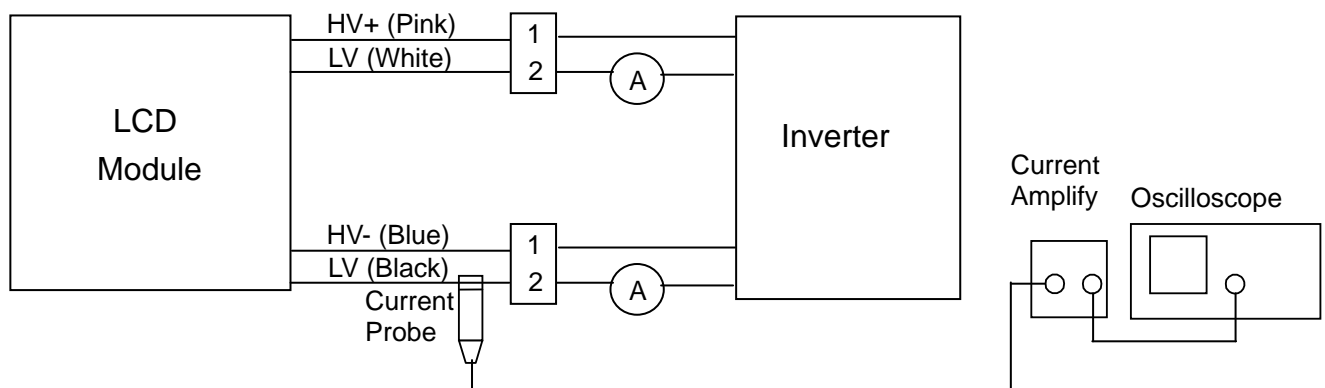 HV+ (Pink)
1
LV (White)
2
A
LCD
Module
Inverter
HV- (Blue)
1
LV (Black)
2
A
Current
Probe
Current
Amplify
Oscilloscope